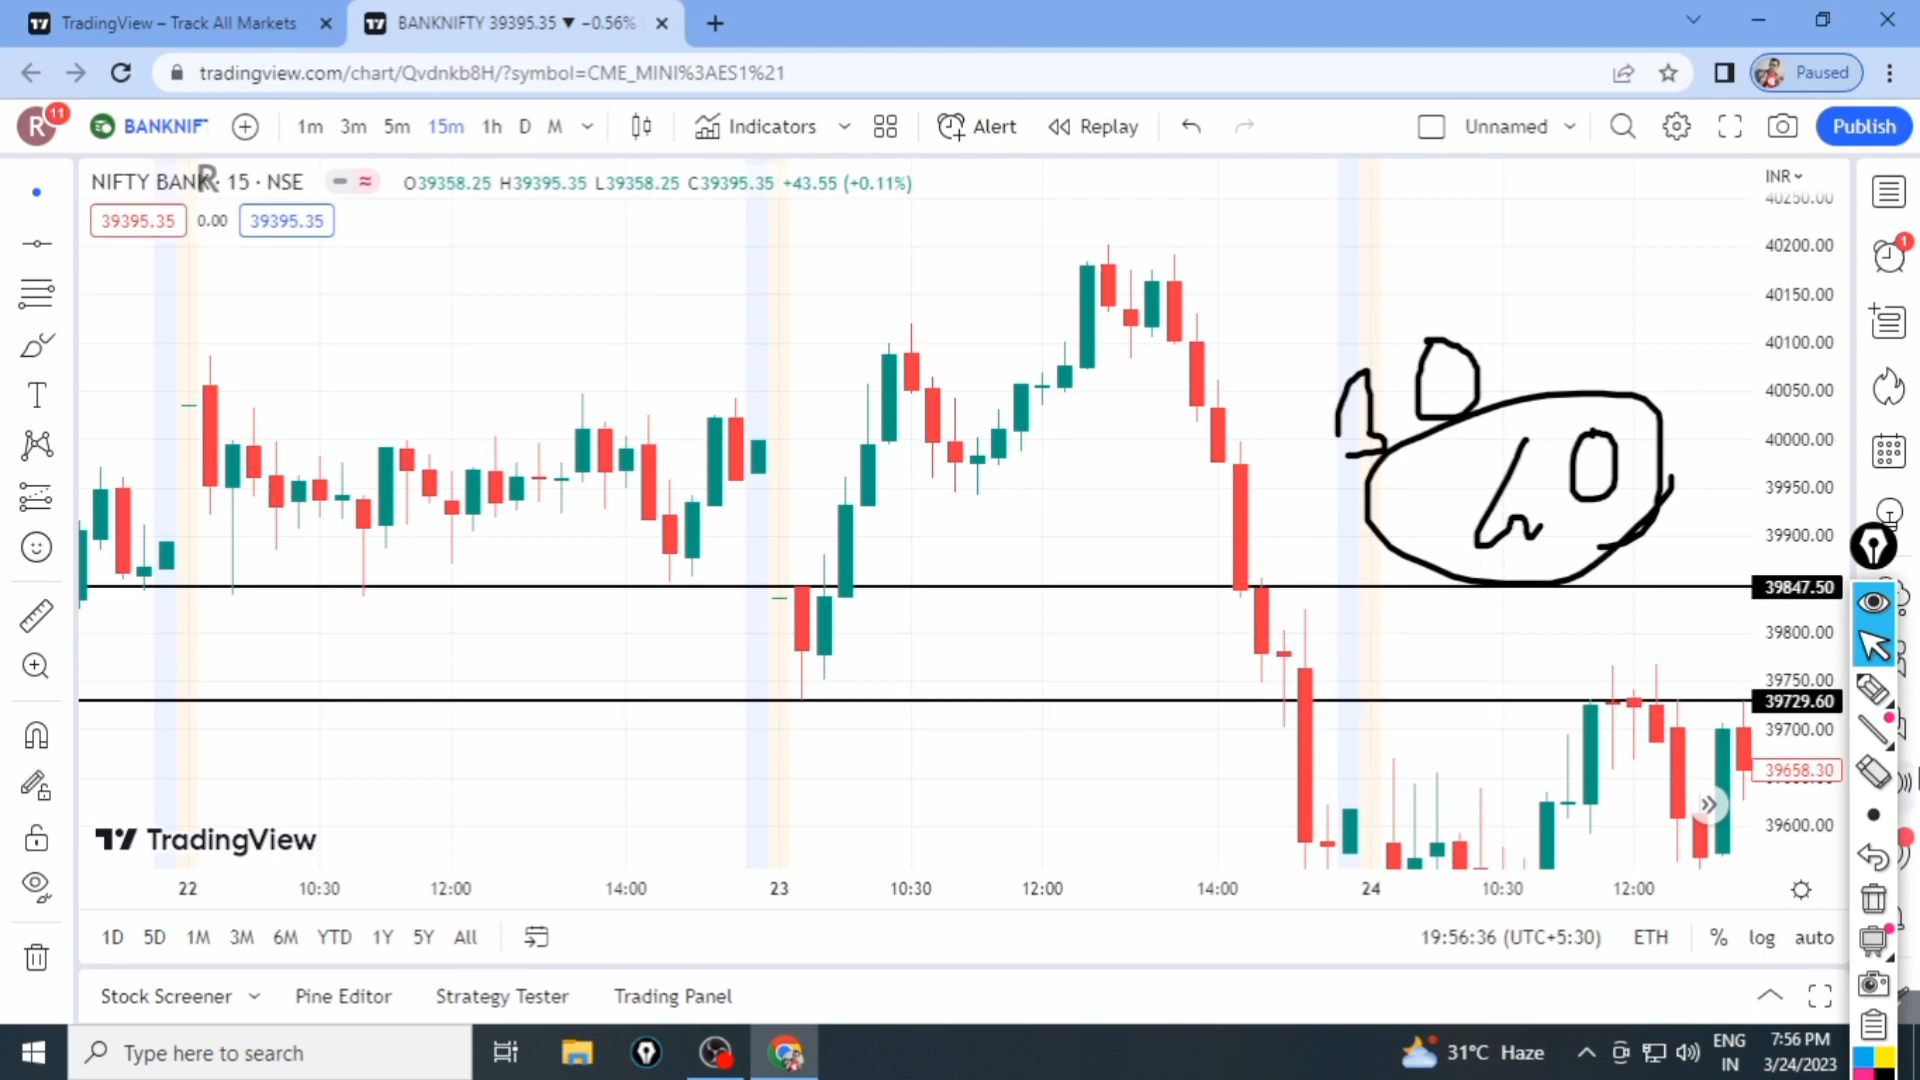 TradingView – Track All Markets
BANKNIFTY 39395.35 ▼ −0.56%
tradingview.com/chart/Qvdnkb8H/?symbol=CME_MINI%3AES1%21
Paused
R 11
BANKNIF
1m 3m 5m 15m 1h D M
Indicators
Alert
Replay
Unnamed
Publish
NIFTY BANK · 15 · NSE
O39358.25 H39395.35 L39358.25 C39395.35 +43.55 (+0.11%)
39395.35 0.00 39395.35
INR
40250.00
40200.00
40150.00
40100.00
40050.00
40000.00
39950.00
39900.00
39847.50
39800.00
39750.00
39729.60
39700.00
39658.30
39600.00
1
TradingView
22 10:30 12:00 14:00 23 10:30 12:00 14:00 24 10:30 12:00
1D 5D 1M 3M 6M YTD 1Y 5Y All
19:56:36 (UTC+5:30) ETH % log auto
Stock Screener Pine Editor Strategy Tester Trading Panel
Type here to search
31°C Haze
ENG
IN
7:56 PM
3/24/2023